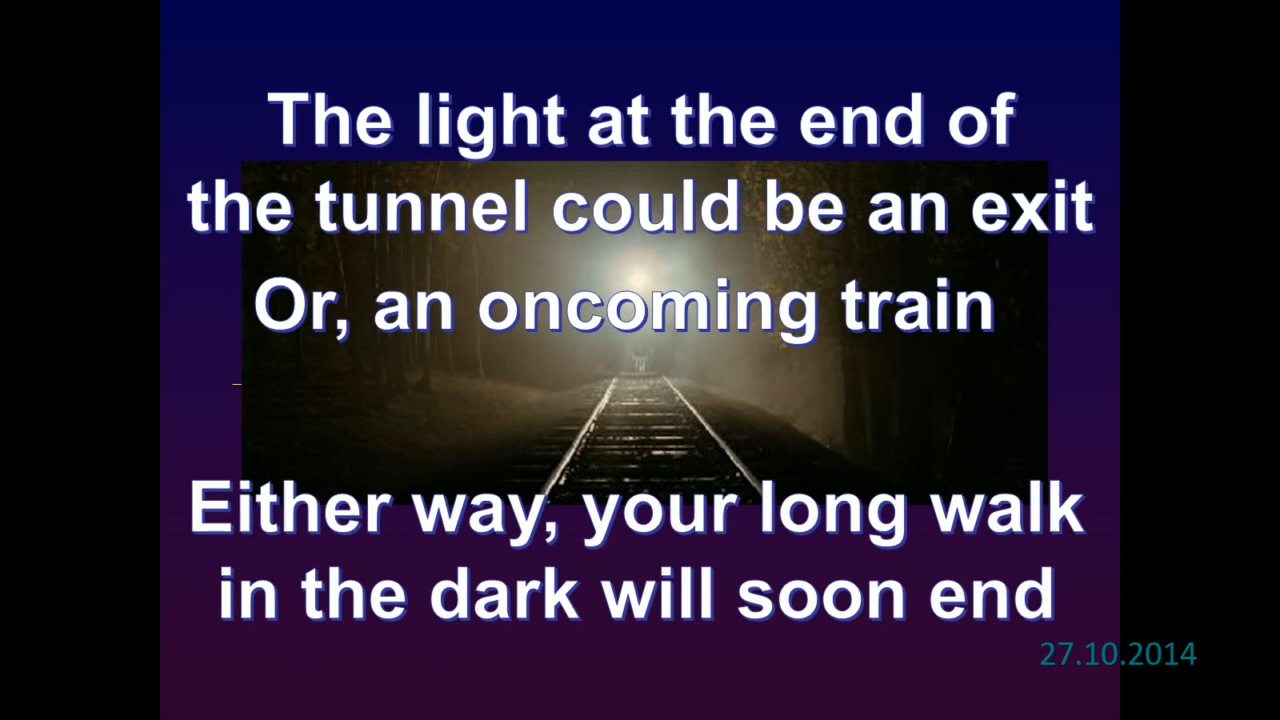 The light at the end of
the tunnel could be an exit
Or, an oncoming train
Either way, your long walk
in the dark will soon end
27.10.2014